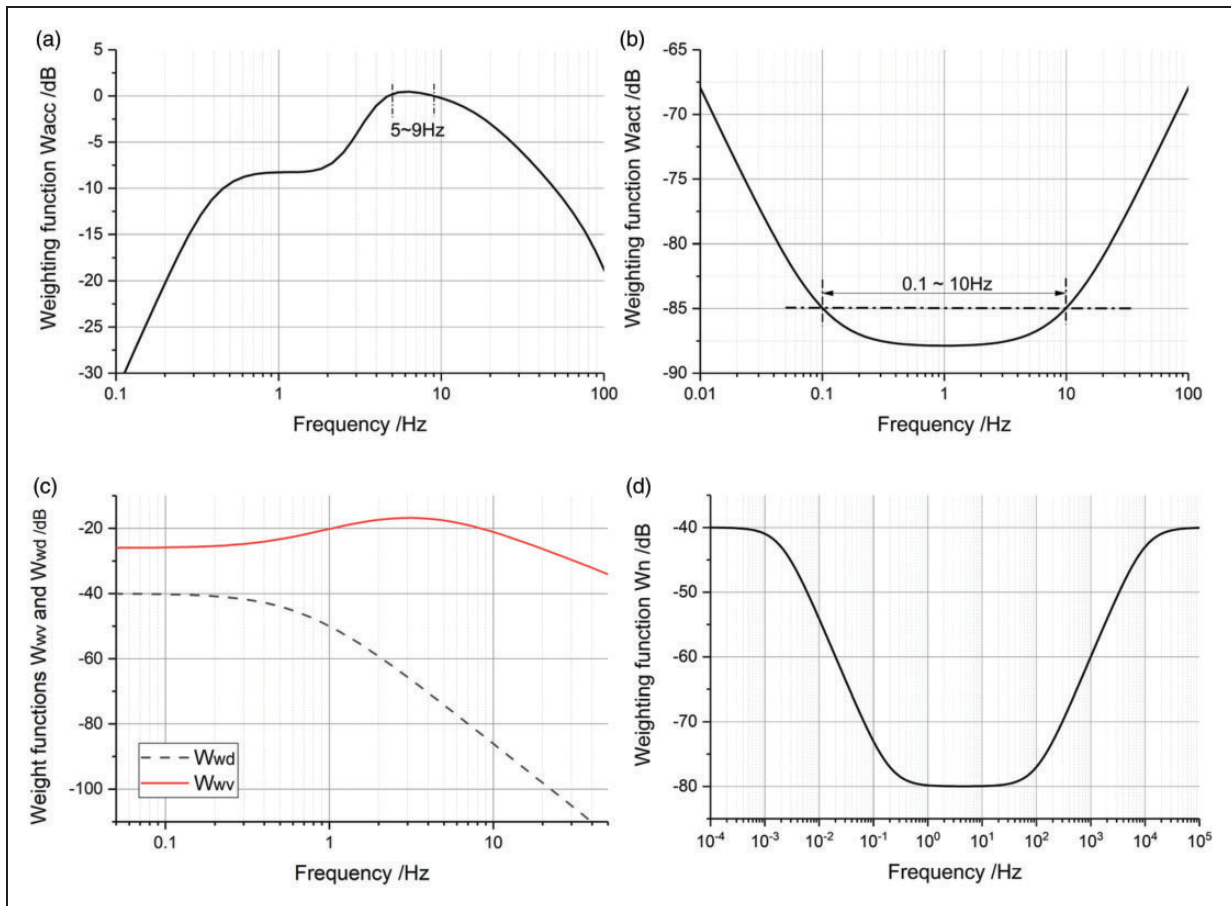 (a)
Weighting function Wacc /dB
5
0
-5
-10
-15
-20
-25
-30
5~9Hz
0.1
1
10
100
Frequency /Hz
(b)
Weighting function Wact /dB
-65
-70
-75
-80
-85
-90
0.1 ~ 10Hz
0.01
0.1
1
10
100
Frequency /Hz
(c)
Weight functions Wwv and Wwd /dB
-20
-40
-60
-80
-100
Wwd
Wwv
0.1
1
10
Frequency /Hz
(d)
Weighting function Wn /dB
-40
-50
-60
-70
-80
10⁻⁴
10⁻³
10⁻²
10⁻¹
10⁰
10¹
10²
10³
10⁴
10⁵
Frequency /Hz